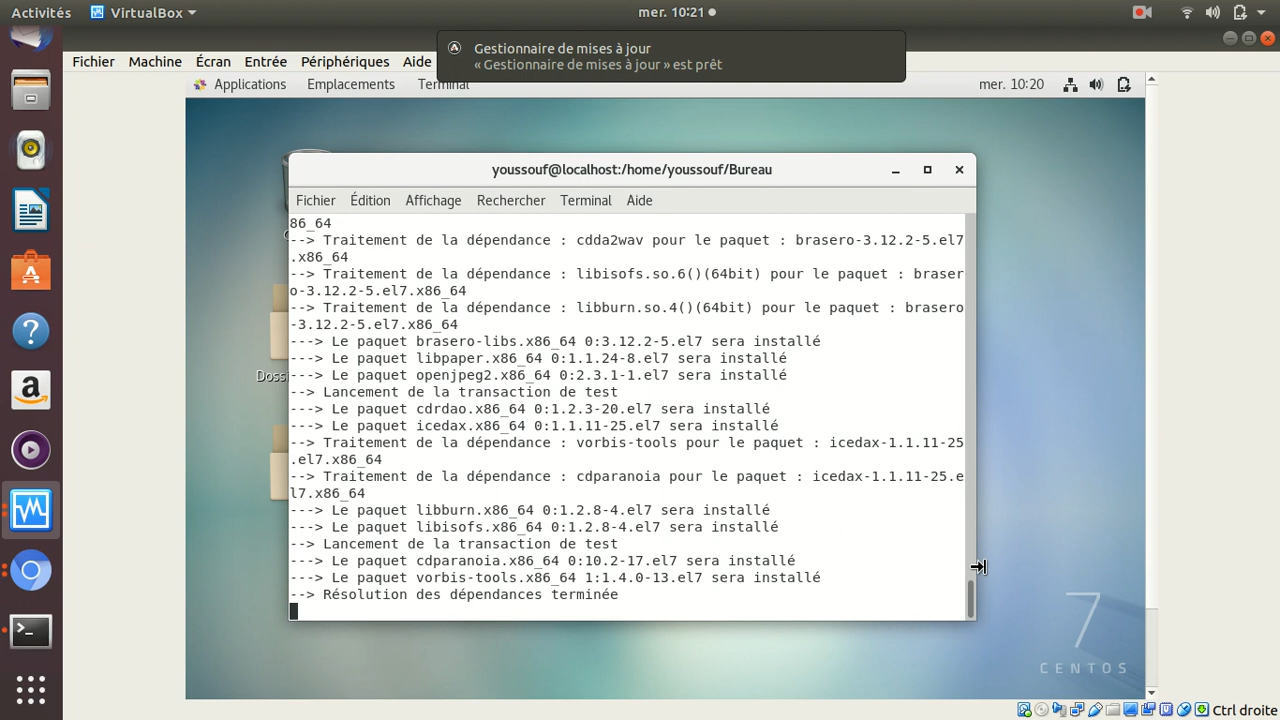 Activités VirtualBox mer. 10:21
Gestionnaire de mises à jour
« Gestionnaire de mises à jour » est prêt
Fichier Machine Écran Entrée Périphériques Aide
Applications Emplacements Terminal mer. 10:20
youssouf@localhost:/home/youssouf/Bureau
Fichier Édition Affichage Rechercher Terminal Aide
86_64
--> Traitement de la dépendance : cdda2wav pour le paquet : brasero-3.12.2-5.el7
.x86_64
--> Traitement de la dépendance : libisofs.so.6()(64bit) pour le paquet : braser
o-3.12.2-5.el7.x86_64
--> Traitement de la dépendance : libburn.so.4()(64bit) pour le paquet : brasero
-3.12.2-5.el7.x86_64
---> Le paquet brasero-libs.x86_64 0:3.12.2-5.el7 sera installé
---> Le paquet libpaper.x86_64 0:1.1.24-8.el7 sera installé
---> Le paquet openjpeg2.x86_64 0:2.3.1-1.el7 sera installé
--> Lancement de la transaction de test
---> Le paquet cdrdao.x86_64 0:1.2.3-20.el7 sera installé
---> Le paquet icedax.x86_64 0:1.1.11-25.el7 sera installé
--> Traitement de la dépendance : vorbis-tools pour le paquet : icedax-1.1.11-25
.el7.x86_64
--> Traitement de la dépendance : cdparanoia pour le paquet : icedax-1.1.11-25.e
l7.x86_64
---> Le paquet libburn.x86_64 0:1.2.8-4.el7 sera installé
---> Le paquet libisofs.x86_64 0:1.2.8-4.el7 sera installé
--> Lancement de la transaction de test
---> Le paquet cdparanoia.x86_64 0:10.2-17.el7 sera installé
---> Le paquet vorbis-tools.x86_64 1:1.4.0-13.el7 sera installé
--> Résolution des dépendances terminée
Dossi
7
CENTOS
Ctrl droite